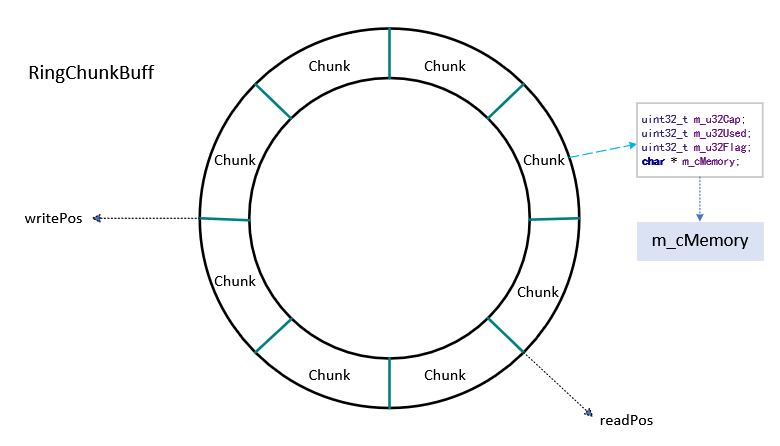 RingChunkBuff
Chunk
Chunk
Chunk
Chunk
uint32_t m_u32Cap;
uint32_t m_u32Used;
uint32_t m_u32Flag;
char * m_cMemory;
writePos
m_cMemory
Chunk
Chunk
Chunk
Chunk
readPos